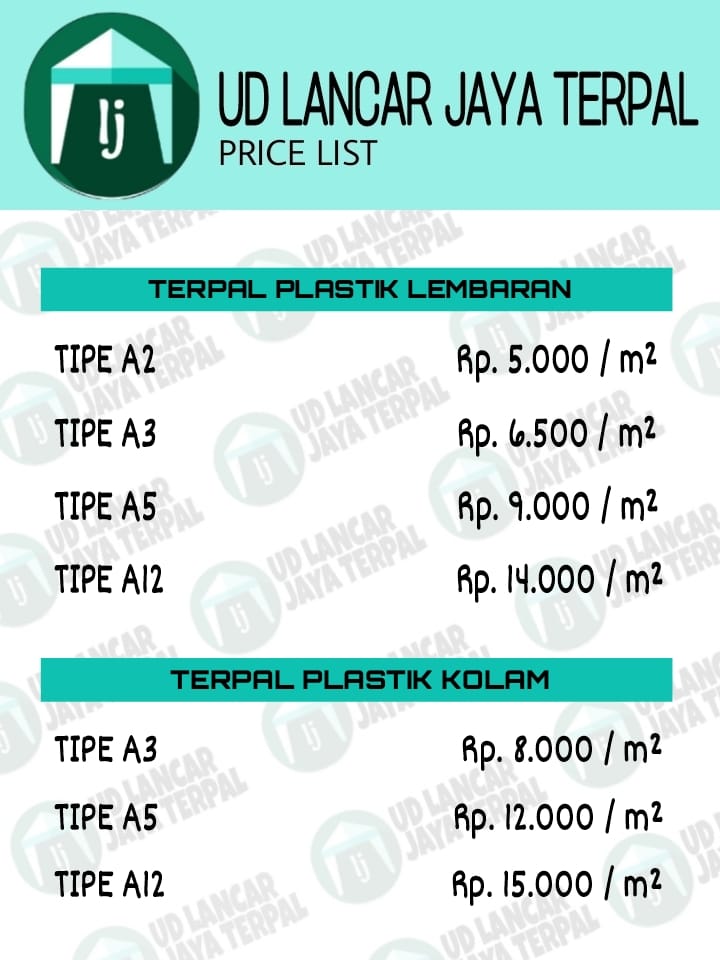 lj
UD LANCAR JAYA TERPAL
PRICE LIST
TERPAL PLASTIK LEMBARAN
TIPE A2 Rp. 5.000 / m²
TIPE A3 Rp. 6.500 / m²
TIPE A5 Rp. 9.000 / m²
TIPE A12 Rp. 14.000 / m²
TERPAL PLASTIK KOLAM
TIPE A3 Rp. 8.000 / m²
TIPE A5 Rp. 12.000 / m²
TIPE A12 Rp. 15.000 / m²